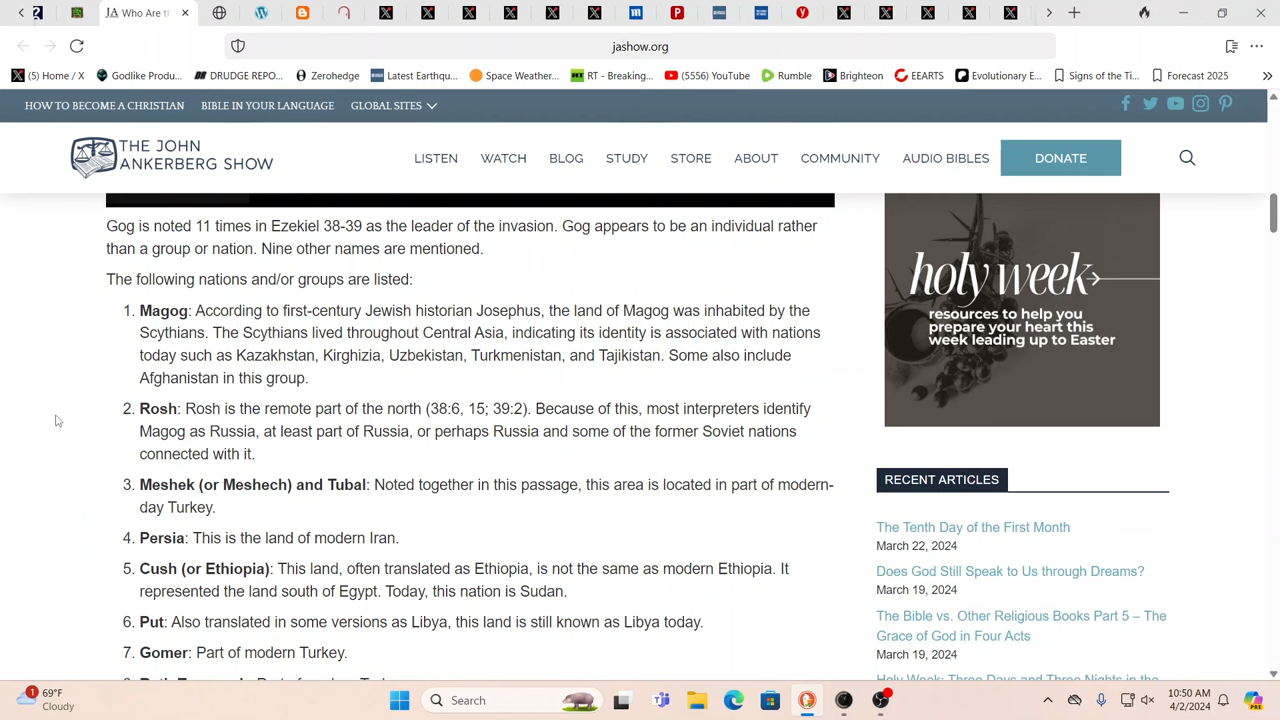 JA Who Are th
jashow.org
(5) Home / X
Godlike Produ...
DRUDGE REPO...
Zerohedge
Latest Earthqu...
Space Weather...
RT - Breaking...
(5556) YouTube
Rumble
Brighteon
EEARTS
Evolutionary E...
Signs of the Ti...
Forecast 2025
HOW TO BECOME A CHRISTIAN
BIBLE IN YOUR LANGUAGE
GLOBAL SITES
THE JOHN
ANKERBERG SHOW
LISTEN
WATCH
BLOG
STUDY
STORE
ABOUT
COMMUNITY
AUDIO BIBLES
DONATE
Gog is noted 11 times in Ezekiel 38-39 as the leader of the invasion. Gog appears to be an individual rather
than a group or nation. Nine other names are mentioned.
The following nations and/or groups are listed:
1. Magog: According to first-century Jewish historian Josephus, the land of Magog was inhabited by the
Scythians. The Scythians lived throughout Central Asia, indicating its identity is associated with nations
today such as Kazakhstan, Kirghizia, Uzbekistan, Turkmenistan, and Tajikistan. Some also include
Afghanistan in this group.
2. Rosh: Rosh is the remote part of the north (38:6, 15; 39:2). Because of this, most interpreters identify
Magog as Russia, at least part of Russia, or perhaps Russia and some of the former Soviet nations
connected with it.
3. Meshek (or Meshech) and Tubal: Noted together in this passage, this area is located in part of modern-
day Turkey.
4. Persia: This is the land of modern Iran.
5. Cush (or Ethiopia): This land, often translated as Ethiopia, is not the same as modern Ethiopia. It
represented the land south of Egypt. Today, this nation is Sudan.
6. Put: Also translated in some versions as Libya, this land is still known as Libya today.
7. Gomer: Part of modern Turkey.
holy week
resources to help you
prepare your heart this
week leading up to Easter
RECENT ARTICLES
The Tenth Day of the First Month
March 22, 2024
Does God Still Speak to Us through Dreams?
March 19, 2024
The Bible vs. Other Religious Books Part 5 – The
Grace of God in Four Acts
March 19, 2024
Holy Week: Three Days and Three Nights in the
1
69°F
Cloudy
Search
10:50 AM
4/2/2024
PRE